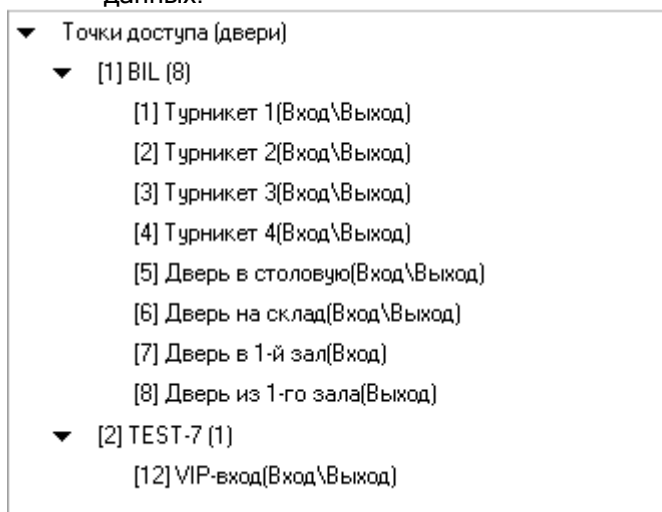 данных.
Точки доступа (двери)
[1] BIL (8)
[1] Турникет 1(Вход\Выход)
[2] Турникет 2(Вход\Выход)
[3] Турникет 3(Вход\Выход)
[4] Турникет 4(Вход\Выход)
[5] Дверь в столовую(Вход\Выход)
[6] Дверь на склад(Вход\Выход)
[7] Дверь в 1-й зал(Вход)
[8] Дверь из 1-го зала(Выход)
[2] TEST-7 (1)
[12] VIP-вход(Вход\Выход)